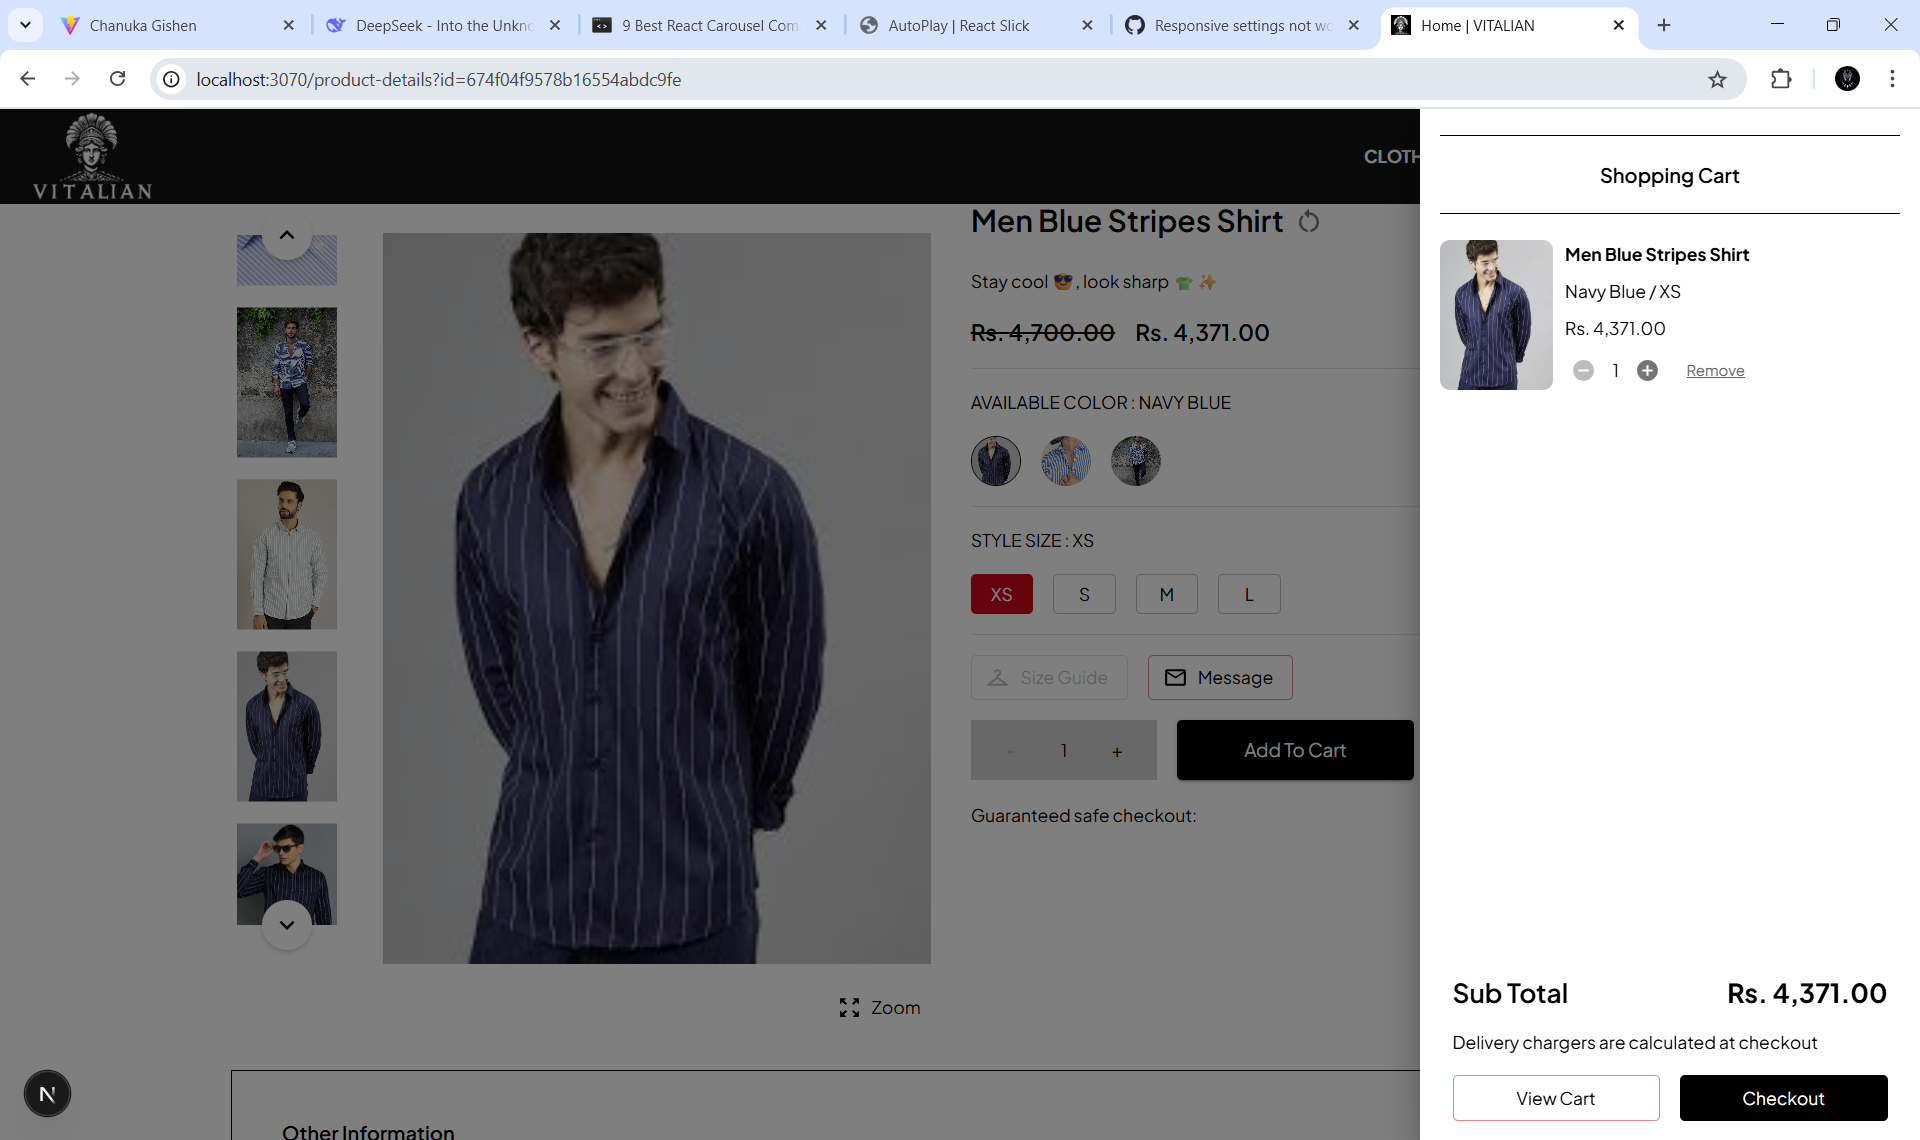 Chanuka Gishen
DeepSeek - Into the Unkno
9 Best React Carousel Com
AutoPlay | React Slick
Responsive settings not wo
Home | VITALIAN
localhost:3070/product-details?id=674f04f9578b16554abdc9fe
VITALIAN
CLOTH
Men Blue Stripes Shirt
Stay cool 😎, look sharp 👕 ✨
Rs. 4,700.00 Rs. 4,371.00
AVAILABLE COLOR : NAVY BLUE
STYLE SIZE : XS
XS S M L
Size Guide Message
- 1 + Add To Cart
Guaranteed safe checkout:
Zoom
Other Information
N
Shopping Cart
Men Blue Stripes Shirt
Navy Blue / XS
Rs. 4,371.00
1 Remove
Sub Total Rs. 4,371.00
Delivery chargers are calculated at checkout
View Cart Checkout